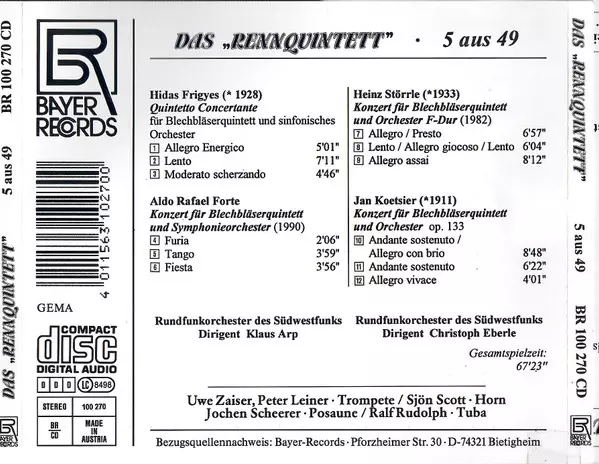 DAS „RENNQUINTETT” · 5 aus 49
BAYER
RECORDS
Hidas Frigyes (* 1928)
Quintetto Concertante
für Blechbläserquintett und sinfonisches
Orchester
1 Allegro Energico 5'01"
2 Lento 7'11"
3 Moderato scherzando 4'46"
Aldo Rafael Forte
Konzert für Blechbläserquintett
und Symphonieorchester (1990)
4 Furia 2'06"
5 Tango 3'59"
6 Fiesta 3'56"
Heinz Störrle (*1933)
Konzert für Blechbläserquintett
und Orchester F-Dur (1982)
7 Allegro / Presto 6'57"
8 Lento / Allegro giocoso / Lento 6'04"
9 Allegro assai 8'12"
Jan Koetsier (*1911)
Konzert für Blechbläserquintett
und Orchester op. 133
10 Andante sostenuto /
Allegro con brio 8'48"
11 Andante sostenuto 6'22"
12 Allegro vivace 4'01"
Rundfunkorchester des Südwestfunks
Dirigent Klaus Arp
Rundfunkorchester des Südwestfunks
Dirigent Christoph Eberle
Gesamtspielzeit:
67'23"
Uwe Zaiser, Peter Leiner · Trompete / Sjön Scott · Horn
Jochen Scheerer · Posaune / Ralf Rudolph · Tuba
Bezugsquellennachweis: Bayer-Records · Pforzheimer Str. 30 · D-74321 Bietigheim
4 011563 102700
GEMA
COMPACT
disc
DIGITAL AUDIO
D D D LC 8498
STEREO 100 270
BR
CD
MADE IN
AUSTRIA
DAS „RENNQUINTETT” 5 aus 49 BR 100 270 CD
BAYER
RECORDS
DAS „RENNQUINTETT” 5 aus 49 BR 100 270 CD
BAYER
RECORDS